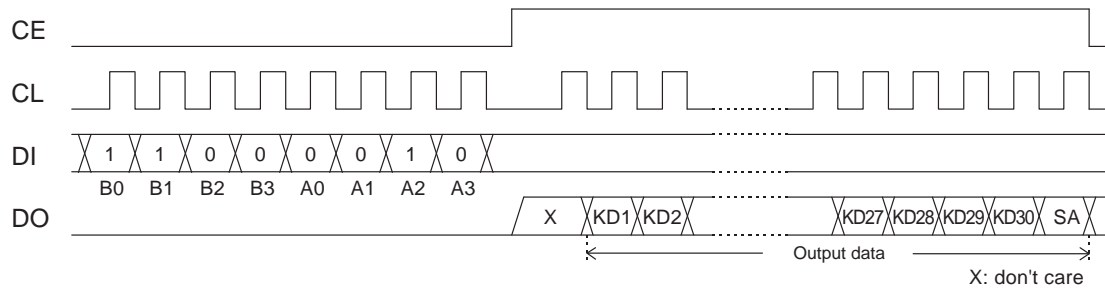 CE
CL
DI 1 1 0 0 0 0 1 0
B0 B1 B2 B3 A0 A1 A2 A3
DO X KD1 KD2 KD27 KD28 KD29 KD30 SA
Output data
X: don't care